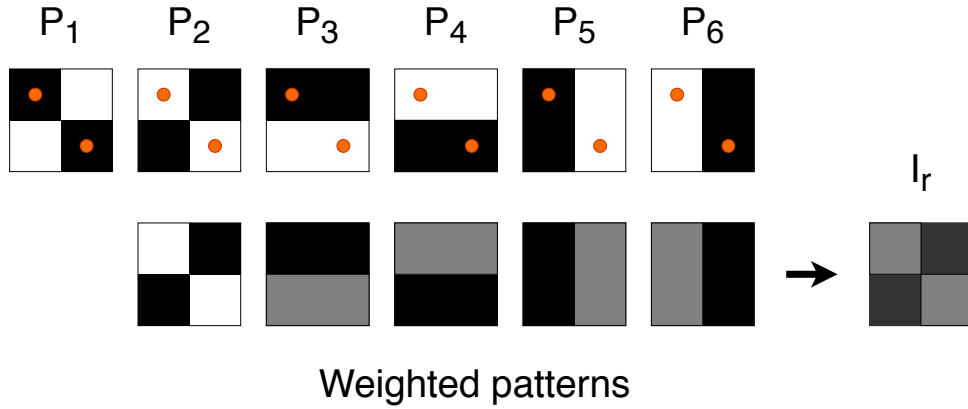 P₁ P₂ P₃ P₄ P₅ P₆
Iᵣ
Weighted patterns